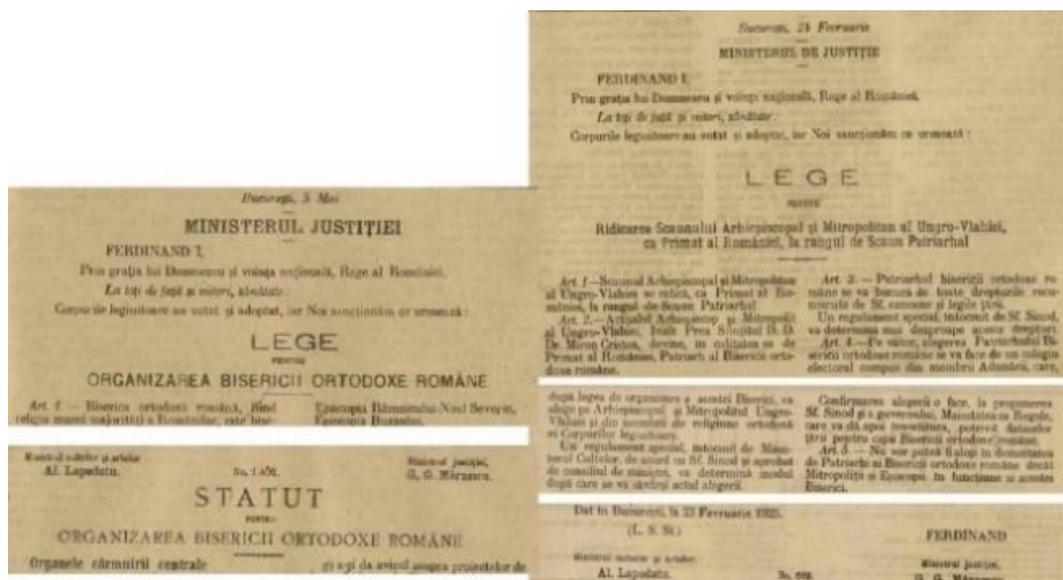 București, 5 Mai
MINISTERUL JUSTIȚIEI
FERDINAND I,
Prin grația lui Dumnezeu și voința națională, Rege al României,
La toți de față și viitori, sănătate:
Corpurile legiuitoare au votat și adoptat, iar Noi sancționăm ce urmează:
LEGE
PENTRU
ORGANIZAREA BISERICII ORTODOXE ROMÂNE
Art. 1. — Biserica ortodoxă română, fiind
religia marei majorități a Românilor, este
Episcopia Râmnicului-Noul Severin,
Episcopia Buzăului,
Ministrul cultelor și artelor
Al. Lapedatu.
No. 1.
Ministrul justiției,
G. G. Mârzescu.
STATUT
PENTRU
ORGANIZAREA BISERICII ORTODOXE ROMÂNE
Organele cârmuirii centrale
și a-și da avizul asupra proiectelor de
București, Fevruarie
MINISTERUL DE JUSTIȚIE
FERDINAND I,
Prin grația lui Dumnezeu și voința națională, Rege al României,
La toți de față și viitori, sănătate:
Corpurile legiuitoare au votat și adoptat, iar Noi sancționăm ce urmează:
LEGE
PENTRU
Ridicarea Scaunului Arhiepiscopal și Mitropolitan al Ungro-Vlahiei,
ca Primat al României, la rangul de Scaun Patriarhal
Art. 1 — Scaunul Arhiepiscopal și Mitropolitan
al Ungro-Vlahiei se ridică, ca Primat al Ro-
mâniei, la rangul de Scaun Patriarhal.
Art. 2. — Actualul Arhiepiscop și Mitropolit
al Ungro-Vlahiei, Înalt Prea Sfințitul D. D.
Dr. Miron Cristea, devine, în calitatea sa de
Primat al României, Patriarh al Bisericii orto-
doxe române.
Art. 3. — Patriarhul bisericii ortodoxe ro-
mâne se va bucura de toate drepturile recu-
noscute de Sf. canoane și legile țării.
Un regulament special, întocmit de Sf. Sinod,
va determina mai deaproape aceste drepturi.
Art. 4. — Pe viitor, alegerea Patriarhului Bi-
sericii ortodoxe române se va face de un colegiu
electoral compus din membrii Adunării, care,
după legea de organizare a acestei Biserici, va
alege pe Arhiepiscopul și Mitropolitul Ungro-
Vlahiei și din membrii de religiune ortodoxă
ai Corpurilor legiuitoare.
Un regulament special, întocmit de Minis-
terul Cultelor, de acord cu Sf. Sinod și aprobat
de consiliul de miniștri, va determina modul
după care se va săvârși actul alegerii.
Confirmarea alegerii o face, la propunerea
Sf. Sinod și a guvernului, Maiestatea sa Regele,
care va dà apoi investitura, potrivit datinelor
țării pentru capii Bisericii ortodoxe române.
Art. 5. — Nu vor putea fi aleși în demnitatea
de Patriarh al Bisericii ortodoxe române decât
Mitropoliții și Episcopii în funcțiune ai acestei
Biserici.
Dat în București, la 23 Fevruarie 1925.
(L. S. St.)
FERDINAND
Ministrul cultelor și artelor
Al. Lapedatu.
Ministrul justiției,
G. G. Mârzescu.